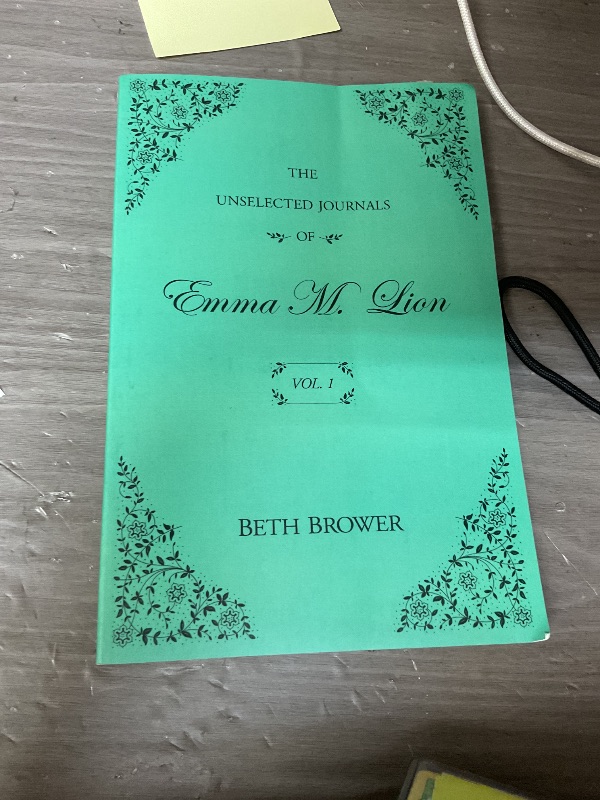 THE
UNSELECTED JOURNALS
OF
Emma M. Lion
VOL. 1
BETH BROWER